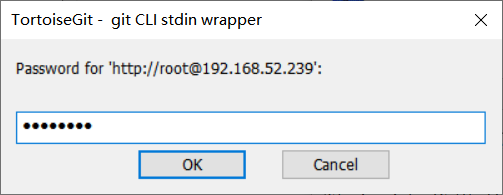 TortoiseGit - git CLI stdin wrapper
Password for 'http://root@192.168.52.239':
●●●●●●●●
OK Cancel